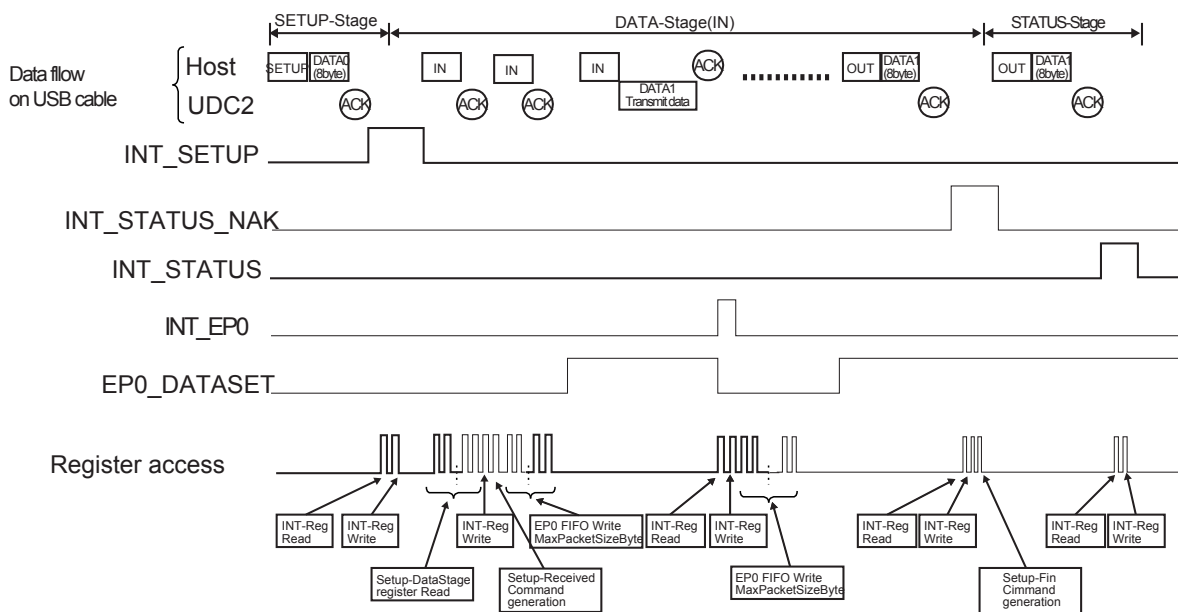 SETUP-Stage
DATA-Stage(IN)
STATUS-Stage
Data flow
on USB cable
Host
UDC2
SETUP
DATA0
(8byte)
ACK
IN
ACK
IN
ACK
IN
DATA1
Transmit data
ACK
OUT
DATA1
(8byte)
ACK
OUT
DATA1
(8byte)
ACK
INT_SETUP
INT_STATUS_NAK
INT_STATUS
INT_EP0
EP0_DATASET
Register access
INT-Reg
Read
INT-Reg
Write
Setup-DataStage
register Read
INT-Reg
Write
Setup-Received
Command
generation
EP0 FIFO Write
MaxPacketSizeByte
INT-Reg
Read
INT-Reg
Write
EP0 FIFO Write
MaxPacketSizeByte
INT-Reg
Read
INT-Reg
Write
Setup-Fin
Cimmand
generation
INT-Reg
Read
INT-Reg
Write